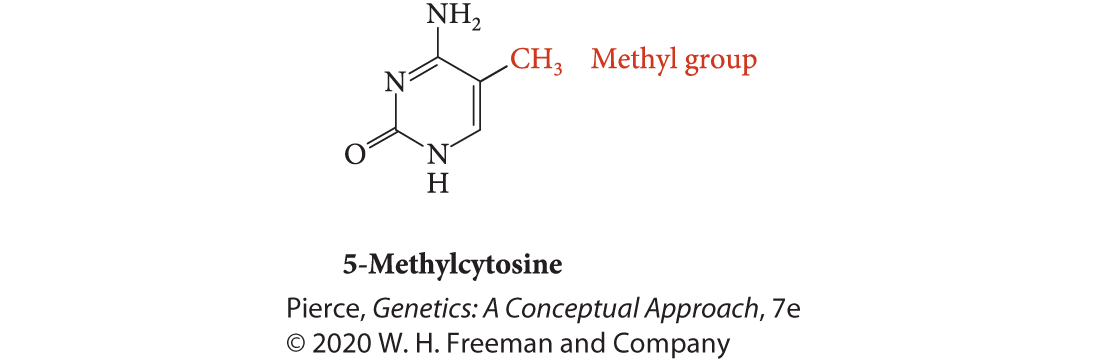 NH₂
CH₃ Methyl group
N
O
N
H
5-Methylcytosine
Pierce, Genetics: A Conceptual Approach, 7e
© 2020 W. H. Freeman and Company